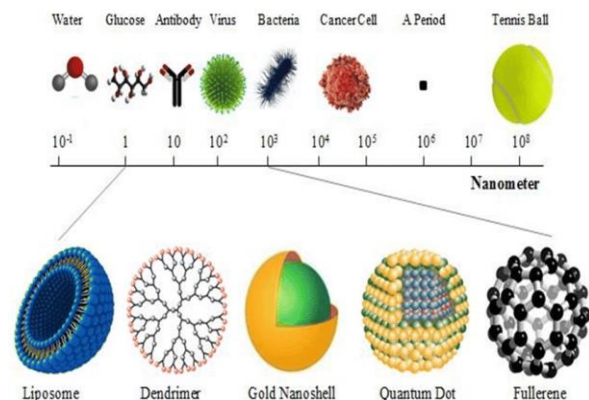 Water Glucose Antibody Virus Bacteria Cancer Cell A Period Tennis Ball
10⁻¹ 1 10 10² 10³ 10⁴ 10⁵ 10⁶ 10⁷ 10⁸
Nanometer
Liposome Dendrimer Gold Nanoshell Quantum Dot Fullerene